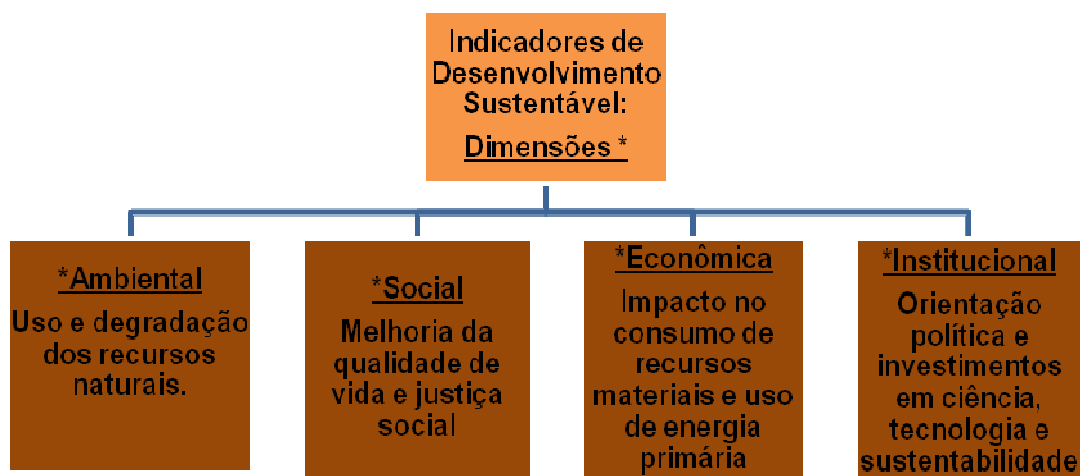 Indicadores de
Desenvolvimento
Sustentável:
Dimensões *
*Ambiental
Uso e degradação
dos recursos
naturais.
*Social
Melhoria da
qualidade de
vida e justiça
social
*Econômica
Impacto no
consumo de
recursos
materiais e uso
de energia
primária
*Institucional
Orientação
política e
investimentos
em ciência,
tecnologia e
sustentabilidade